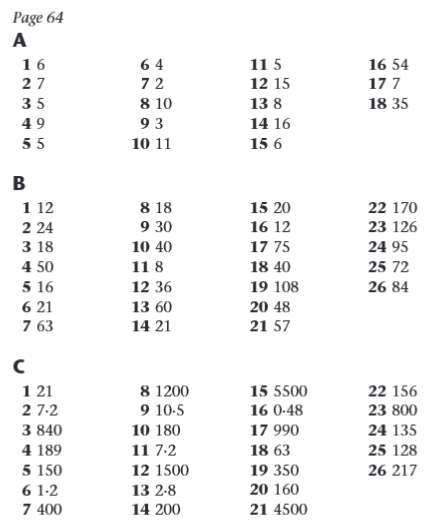 Page 64
A
1 6 6 4 11 5 16 54
2 7 7 2 12 15 17 7
3 5 8 10 13 8 18 35
4 9 9 3 14 16
5 5 10 11 15 6
B
1 12 8 18 15 20 22 170
2 24 9 30 16 12 23 126
3 18 10 40 17 75 24 95
4 50 11 8 18 40 25 72
5 16 12 36 19 108 26 84
6 21 13 60 20 48
7 63 14 21 21 57
C
1 21 8 1200 15 5500 22 156
2 7·2 9 10·5 16 0·48 23 800
3 840 10 180 17 990 24 135
4 189 11 7·2 18 63 25 128
5 150 12 1500 19 350 26 217
6 1·2 13 2·8 20 160
7 400 14 200 21 4500